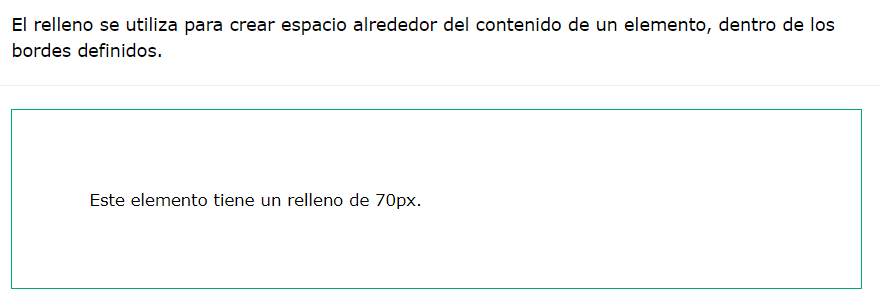 El relleno se utiliza para crear espacio alrededor del contenido de un elemento, dentro de los
bordes definidos.
Este elemento tiene un relleno de 70px.